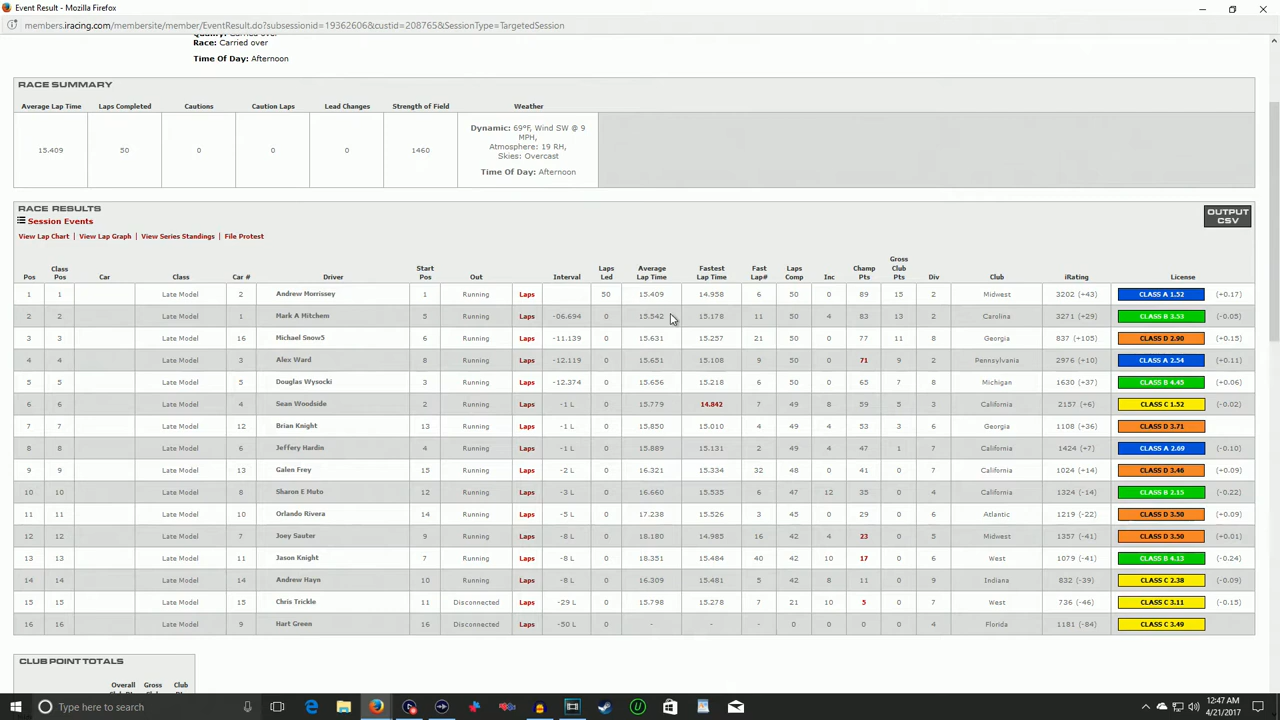 Event Result - Mozilla Firefox
members.iracing.com/membersite/member/EventResult.do?subsessionid=19362606&custid=208765&SessionType=TargetedSession
Race: Carried over
Time Of Day: Afternoon
RACE SUMMARY
Average Lap Time Laps Completed Cautions Caution Laps Lead Changes Strength of Field Weather
15.409 50 0 0 0 1460 Dynamic: 69°F, Wind SW @ 9
MPH,
Atmosphere: 19 RH,
Skies: Overcast
Time Of Day: Afternoon
RACE RESULTS
Session Events
OUTPUT
CSV
View Lap Chart | View Lap Graph | View Series Standings | File Protest
Pos Class Pos Car Class Car # Driver Start Pos Out Interval Laps Led Average Lap Time Fastest Lap Time Fast Lap# Laps Comp Inc Champ Pts Gross Club Pts Div Club iRating License
1 1 Late Model 2 Andrew Morrissey 1 Running Laps 50 15.409 14.958 6 50 0 89 15 2 Midwest 3202 (+43) CLASS A 1.52 (+0.17)
2 2 Late Model 1 Mark A Mitchem 5 Running Laps -06.694 0 15.542 15.178 11 50 4 83 13 2 Carolina 3271 (+29) CLASS B 3.53 (-0.05)
3 3 Late Model 16 Michael Snow5 6 Running Laps -11.139 0 15.631 15.257 21 50 0 77 11 8 Georgia 837 (+105) CLASS D 2.90 (+0.15)
4 4 Late Model 3 Alex Ward 8 Running Laps -12.119 0 15.651 15.108 9 50 0 71 9 2 Pennsylvania 2976 (+10) CLASS A 2.54 (+0.11)
5 5 Late Model 5 Douglas Wysocki 3 Running Laps -12.374 0 15.656 15.218 6 50 0 65 7 8 Michigan 1630 (+37) CLASS B 4.45 (+0.06)
6 6 Late Model 4 Sean Woodside 2 Running Laps -1 L 0 15.779 14.842 7 49 8 59 5 3 California 2157 (+6) CLASS C 1.52 (-0.02)
7 7 Late Model 12 Brian Knight 13 Running Laps -1 L 0 15.850 15.010 4 49 4 53 3 6 Georgia 1108 (+36) CLASS D 3.71
8 8 Late Model 6 Jeffery Hardin 4 Running Laps -1 L 0 15.889 15.131 2 49 4 47 1 7 California 1424 (+7) CLASS A 2.69 (-0.10)
9 9 Late Model 13 Galen Frey 15 Running Laps -2 L 0 16.321 15.334 32 48 0 41 0 7 California 1024 (+14) CLASS D 3.46 (+0.09)
10 10 Late Model 8 Sharon E Muto 12 Running Laps -3 L 0 16.660 15.535 6 47 12 35 0 4 California 1324 (-14) CLASS B 2.15 (-0.22)
11 11 Late Model 10 Orlando Rivera 14 Running Laps -5 L 0 17.238 15.526 3 45 0 29 0 6 Atlantic 1219 (-22) CLASS D 3.50 (+0.09)
12 12 Late Model 7 Joey Sauter 9 Running Laps -8 L 0 18.180 14.985 16 42 4 23 0 5 Midwest 1357 (-41) CLASS D 3.50 (+0.01)
13 13 Late Model 11 Jason Knight 7 Running Laps -8 L 0 18.351 15.484 40 42 10 17 0 6 West 1079 (-41) CLASS B 4.13 (-0.24)
14 14 Late Model 14 Andrew Hayn 10 Running Laps -8 L 0 16.309 15.481 5 42 8 11 0 9 Indiana 832 (-39) CLASS C 2.38 (-0.09)
15 15 Late Model 15 Chris Trickle 11 Disconnected Laps -29 L 0 15.798 15.278 7 21 10 5 0 7 West 736 (-46) CLASS C 3.11 (-0.15)
16 16 Late Model 9 Hart Green 16 Disconnected Laps -50 L 0 - - - 0 0 0 0 4 Florida 1181 (-84) CLASS C 3.49
CLUB POINT TOTALS
Overall Gross Club
Type here to search
12:47 AM
4/21/2017